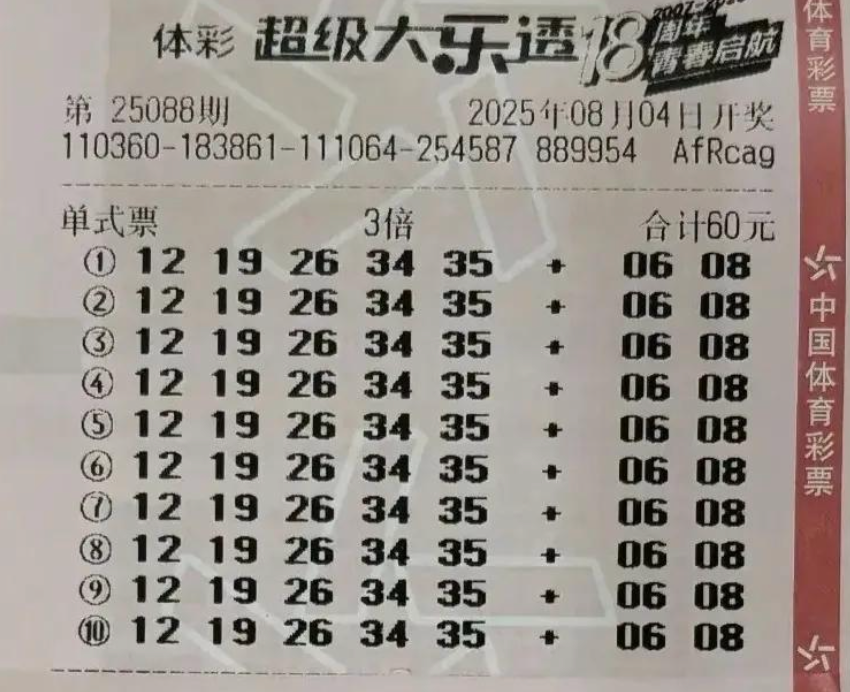 体彩 超级大乐透 18周年 青春启航
第 25088期 2025年08月04日开奖
110360-183861-111064-254587 889954 AfRcag
单式票 3倍 合计60元
① 12 19 26 34 35 + 06 08
② 12 19 26 34 35 + 06 08
③ 12 19 26 34 35 + 06 08
④ 12 19 26 34 35 + 06 08
⑤ 12 19 26 34 35 + 06 08
⑥ 12 19 26 34 35 + 06 08
⑦ 12 19 26 34 35 + 06 08
⑧ 12 19 26 34 35 + 06 08
⑨ 12 19 26 34 35 + 06 08
⑩ 12 19 26 34 35 + 06 08
体育彩票
中国体育彩票